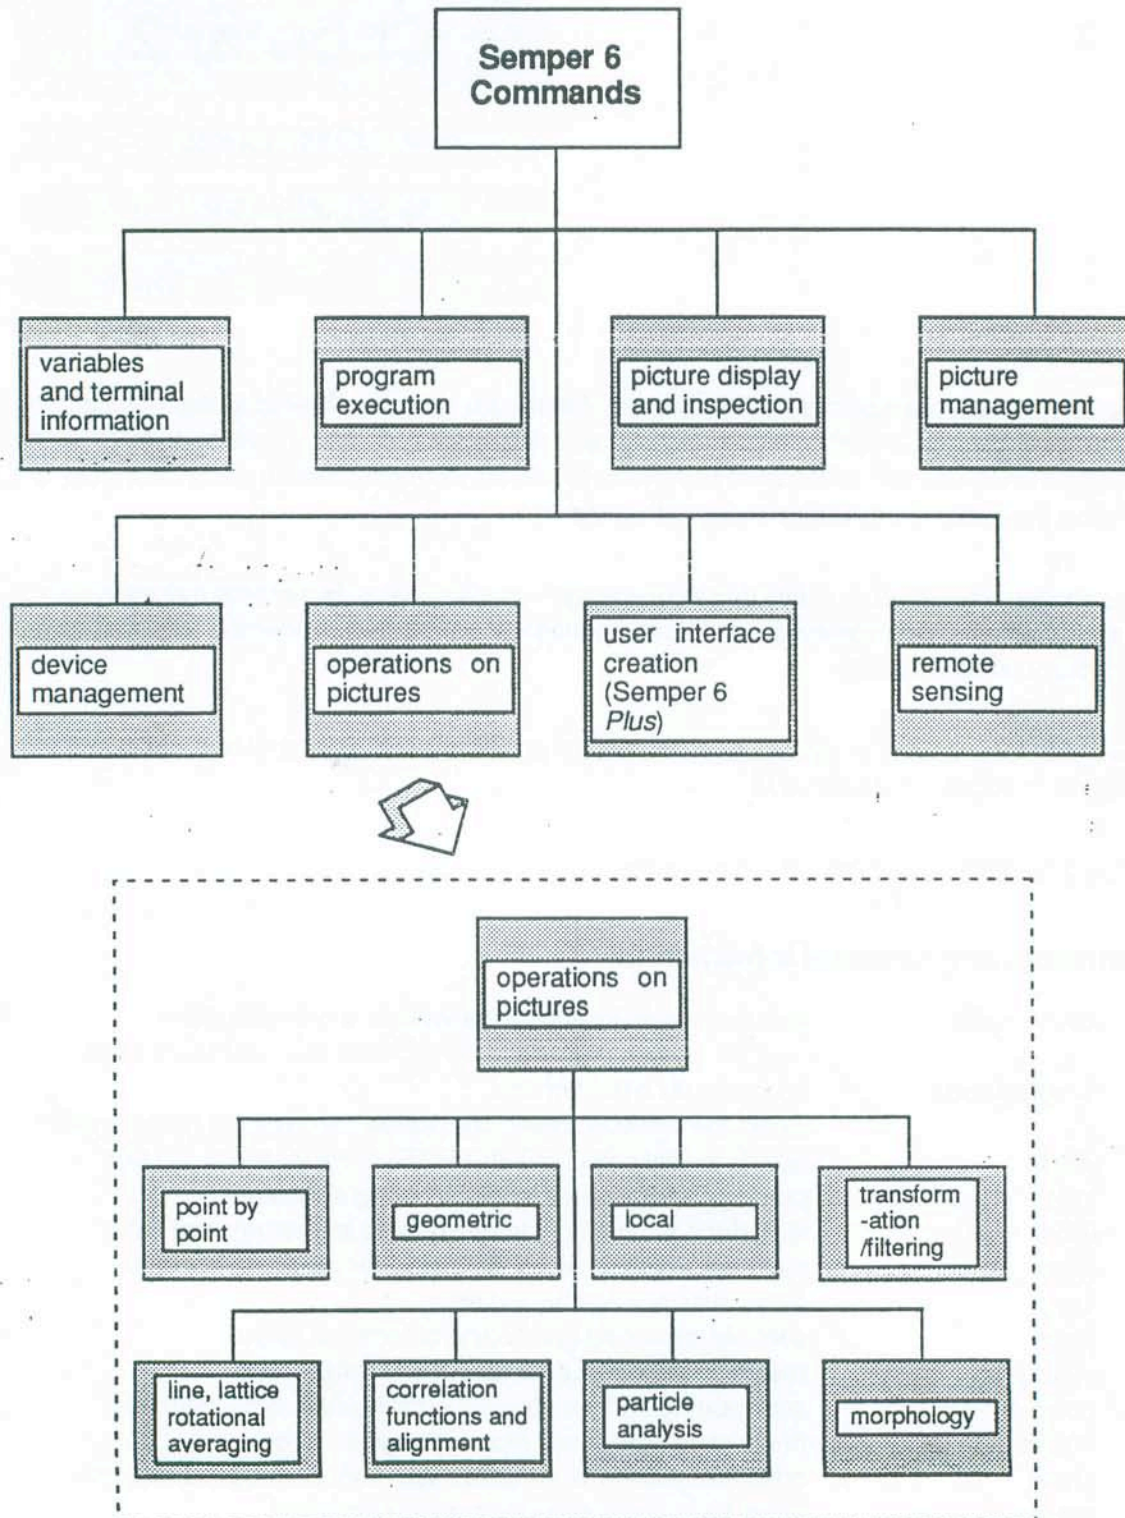 Semper 6
Commands
variables
and terminal
information
program
execution
picture display
and inspection
picture
management
device
management
operations on
pictures
user interface
creation
(Semper 6
Plus)
remote
sensing
operations on
pictures
point by
point
geometric
local
transform
-ation
/filtering
line, lattice
rotational
averaging
correlation
functions and
alignment
particle
analysis
morphology